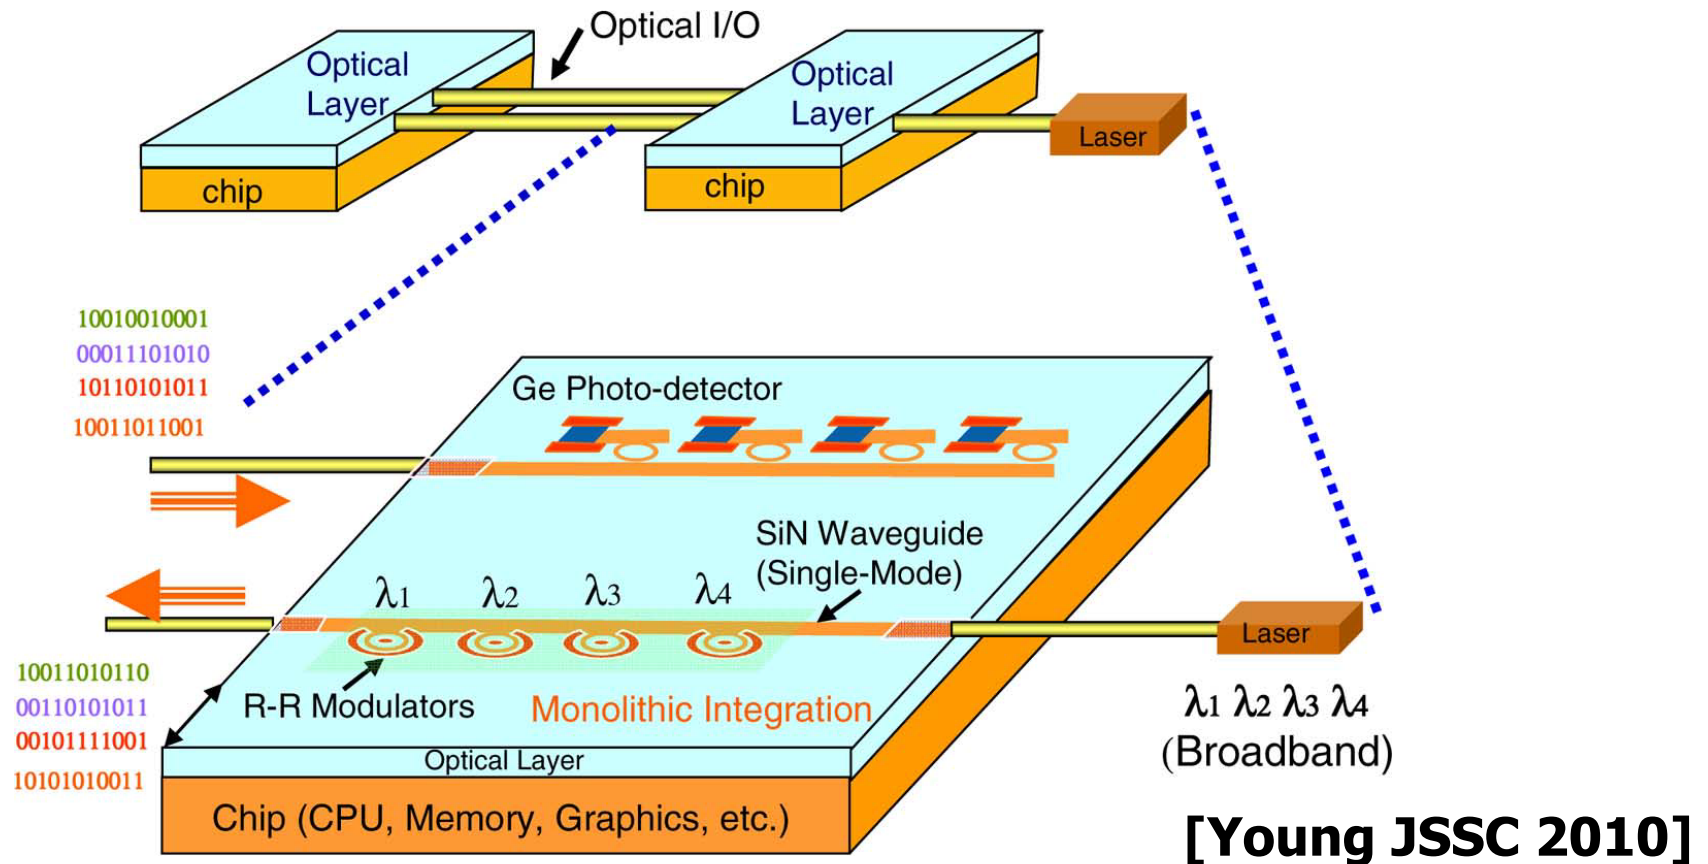 Optical I/O
Optical
Layer
Optical
Layer
Laser
chip
chip
10010010001
00011101010
10110101011
10011011001
Ge Photo-detector
SiN Waveguide
(Single-Mode)
λ1 λ2 λ3 λ4
Laser
10011010110
00110101011
00101111001
10101010011
R-R Modulators
Monolithic Integration
λ1 λ2 λ3 λ4
(Broadband)
Optical Layer
Chip (CPU, Memory, Graphics, etc.)
[Young JSSC 2010]